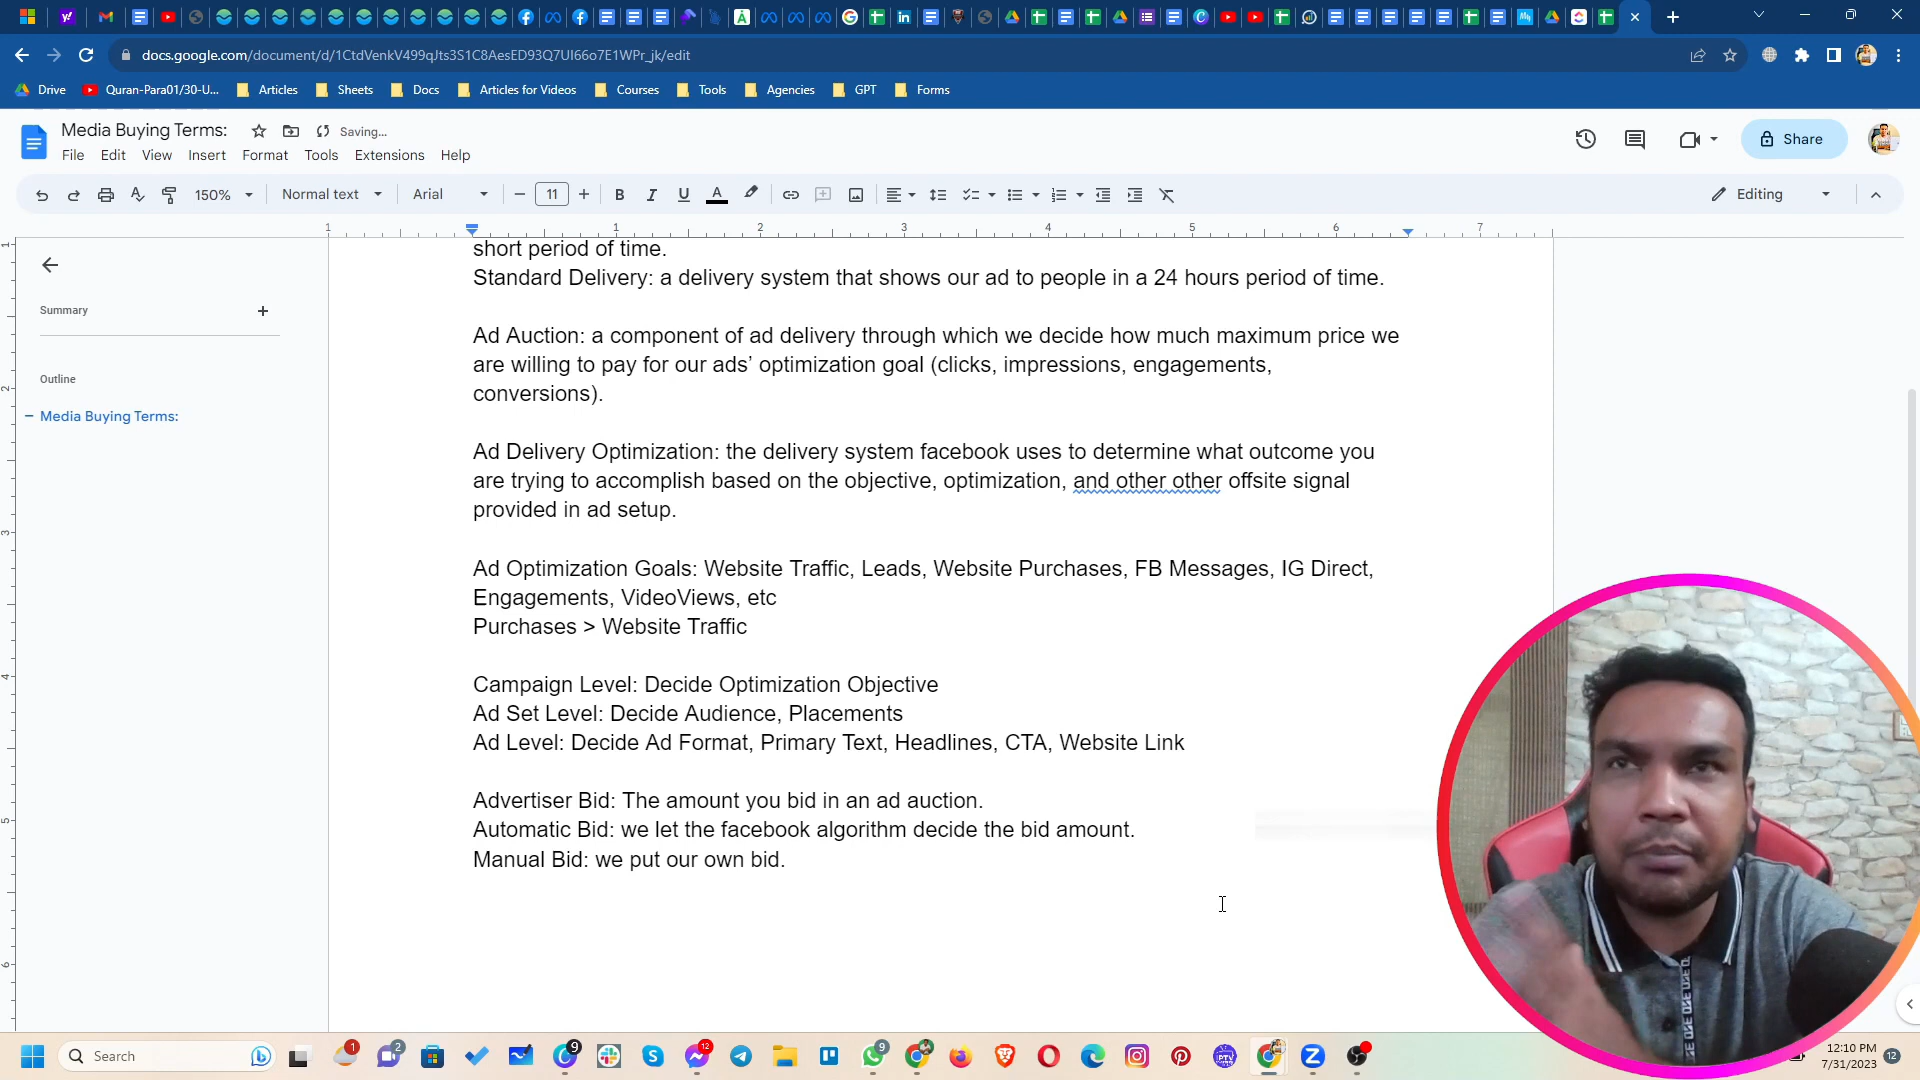 docs.google.com/document/d/1CtdVenkV499qJts3S1C8AesED93Q7UI66o7E1WPr_jk/edit
Drive
Quran-Para01/30-U...
Articles
Sheets
Docs
Articles for Videos
Courses
Tools
Agencies
GPT
Forms
Media Buying Terms:
Saving...
Share
File Edit View Insert Format Tools Extensions Help
150% Normal text Arial 11 Editing
1 1 2 3 4 5 6 7
short period of time.
Standard Delivery: a delivery system that shows our ad to people in a 24 hours period of time.
Summary
Ad Auction: a component of ad delivery through which we decide how much maximum price we
are willing to pay for our ads’ optimization goal (clicks, impressions, engagements,
conversions).
Outline
Media Buying Terms:
Ad Delivery Optimization: the delivery system facebook uses to determine what outcome you
are trying to accomplish based on the objective, optimization, and other other offsite signal
provided in ad setup.
Ad Optimization Goals: Website Traffic, Leads, Website Purchases, FB Messages, IG Direct,
Engagements, VideoViews, etc
Purchases > Website Traffic
Campaign Level: Decide Optimization Objective
Ad Set Level: Decide Audience, Placements
Ad Level: Decide Ad Format, Primary Text, Headlines, CTA, Website Link
Advertiser Bid: The amount you bid in an ad auction.
Automatic Bid: we let the facebook algorithm decide the bid amount.
Manual Bid: we put our own bid.
Search
12:10 PM
7/31/2023